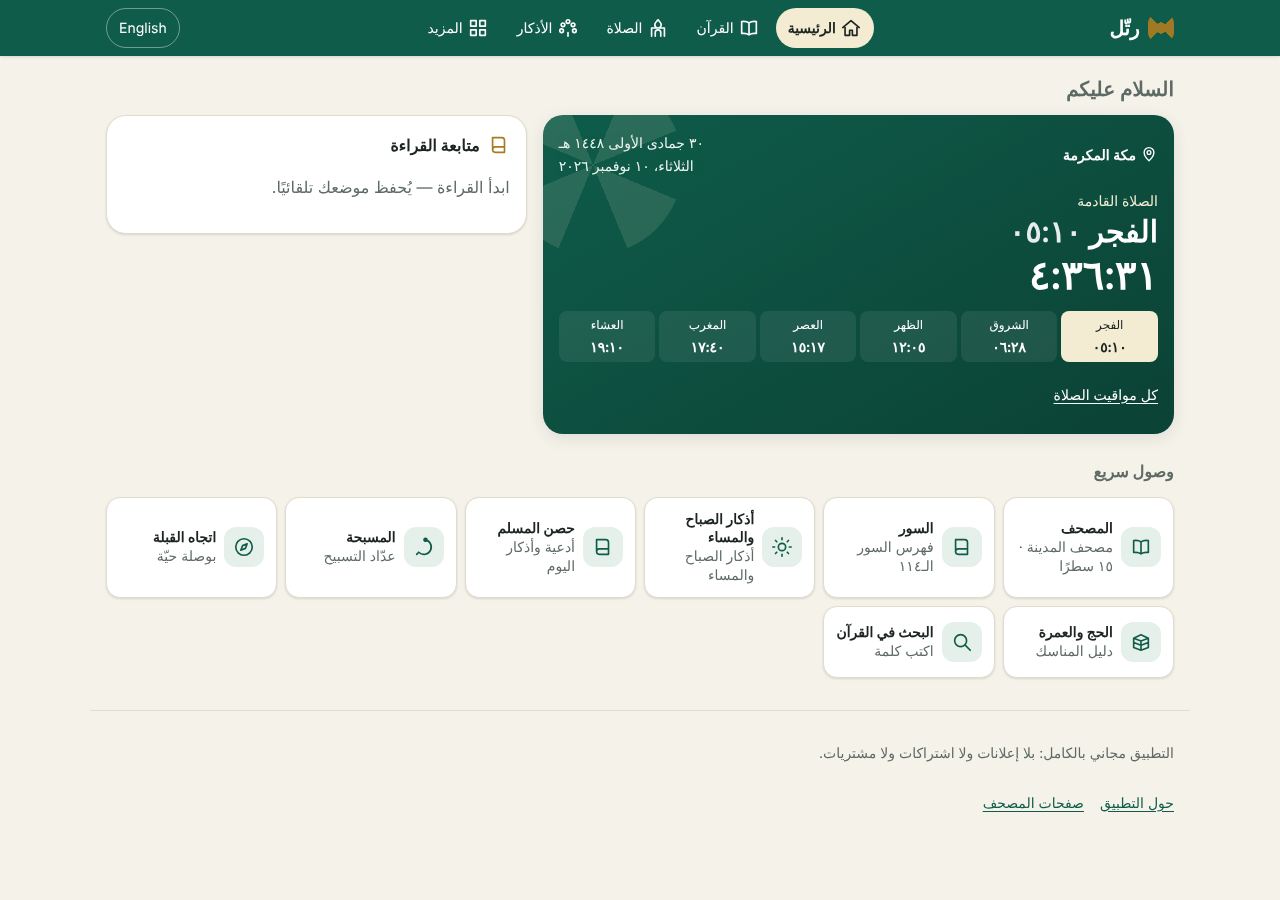 رتّل
الرئيسية
القرآن
الصلاة
الأذكار
المزيد
English
السلام عليكم
مكة المكرمة
٣٠ جمادى الأولى ١٤٤٨ هـ
الثلاثاء، ١٠ نوفمبر ٢٠٢٦
الصلاة القادمة
الفجر ٠٥:١٠
٤:٣٦:٣١
الفجر
٠٥:١٠
الشروق
٠٦:٢٨
الظهر
١٢:٠٥
العصر
١٥:١٧
المغرب
١٧:٤٠
العشاء
١٩:١٠
كل مواقيت الصلاة
متابعة القراءة
ابدأ القراءة — يُحفظ موضعك تلقائيًا.
وصول سريع
المصحف
مصحف المدينة ·
١٥ سطرًا
السور
فهرس السور
الـ١١٤
أذكار الصباح
والمساء
أذكار الصباح
والمساء
حصن المسلم
أدعية وأذكار
اليوم
المسبحة
عدّاد التسبيح
اتجاه القبلة
بوصلة حيّة
الحج والعمرة
دليل المناسك
البحث في القرآن
اكتب كلمة
التطبيق مجاني بالكامل: بلا إعلانات ولا اشتراكات ولا مشتريات.
حول التطبيق
صفحات المصحف